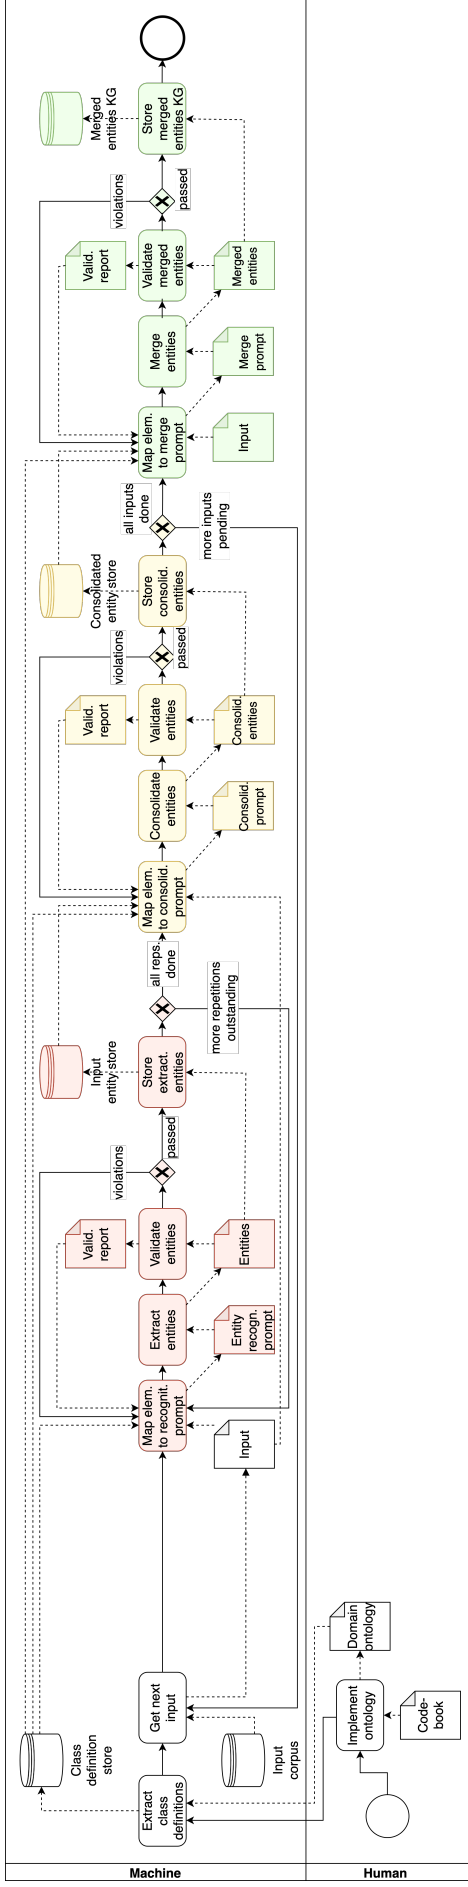 Machine
Class
definition
store
Extract
class
definitions
Get next
input
Input
corpus
Input
Map elem.
to recognit.
prompt
Extract
entities
Entity
recogn.
prompt
Validate
entities
Valid.
report
Entities
violations
passed
Store
extract.
entities
Input
entity store
more repetitions
outstanding
all reps.
done
Map elem.
to consolid.
prompt
Consolidate
entities
Consolid.
prompt
Validate
entities
Valid.
report
Consolid.
entities
violations
passed
Store
consolid.
entities
Consolidated
entity store
all inputs
done
more inputs
pending
Map elem.
to merge
prompt
Input
Merge
entities
Merge
prompt
Validate
merged
entities
Valid.
report
Merged
entities
violations
passed
Store
merged
entities KG
Merged
entities KG
Human
Implement
ontology
Code-
book
Domain
ontology